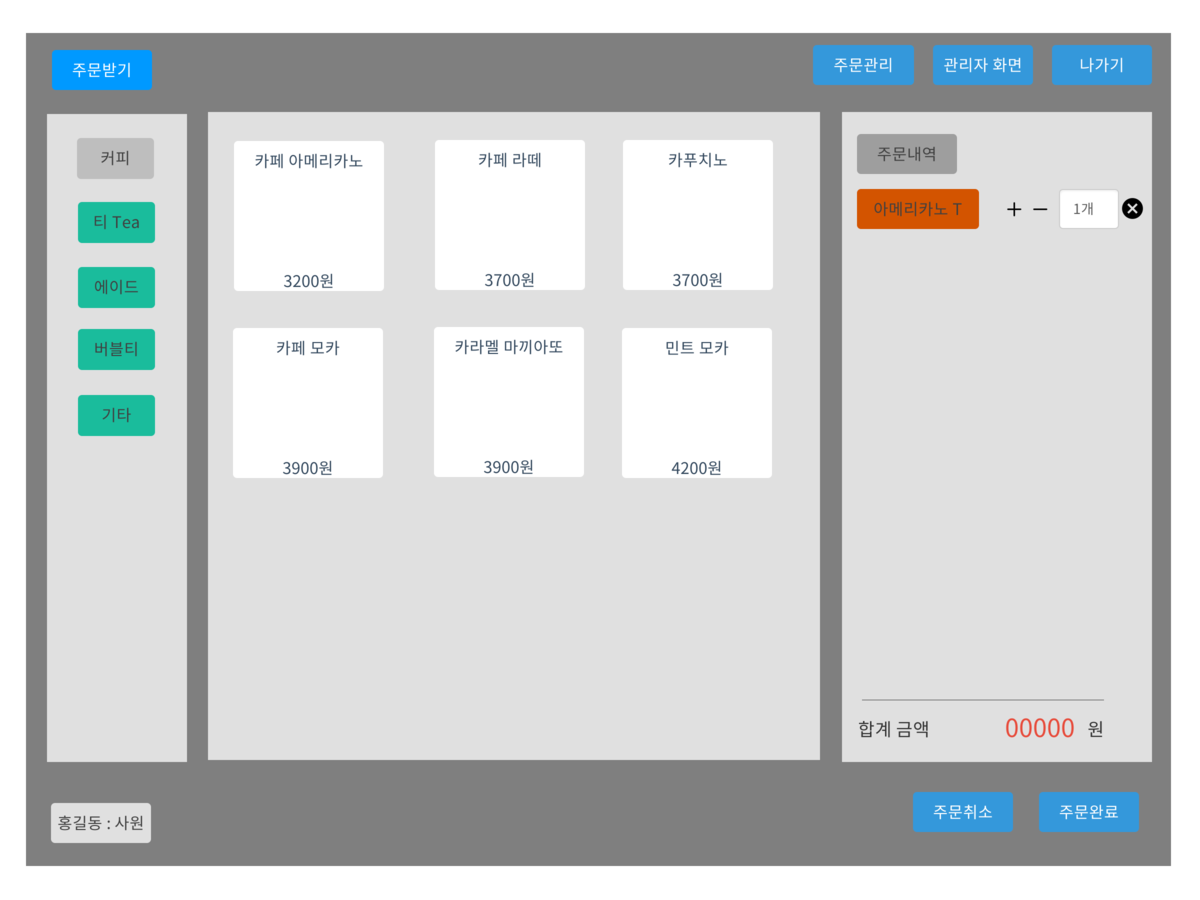 주문받기
주문관리
관리자 화면
나가기
커피
티 Tea
에이드
버블티
기타
카페 아메리카노
3200원
카페 라떼
3700원
카푸치노
3700원
카페 모카
3900원
카라멜 마끼아또
3900원
민트 모카
4200원
주문내역
아메리카노 T
+ −
1개
합계 금액
00000 원
홍길동 : 사원
주문취소
주문완료